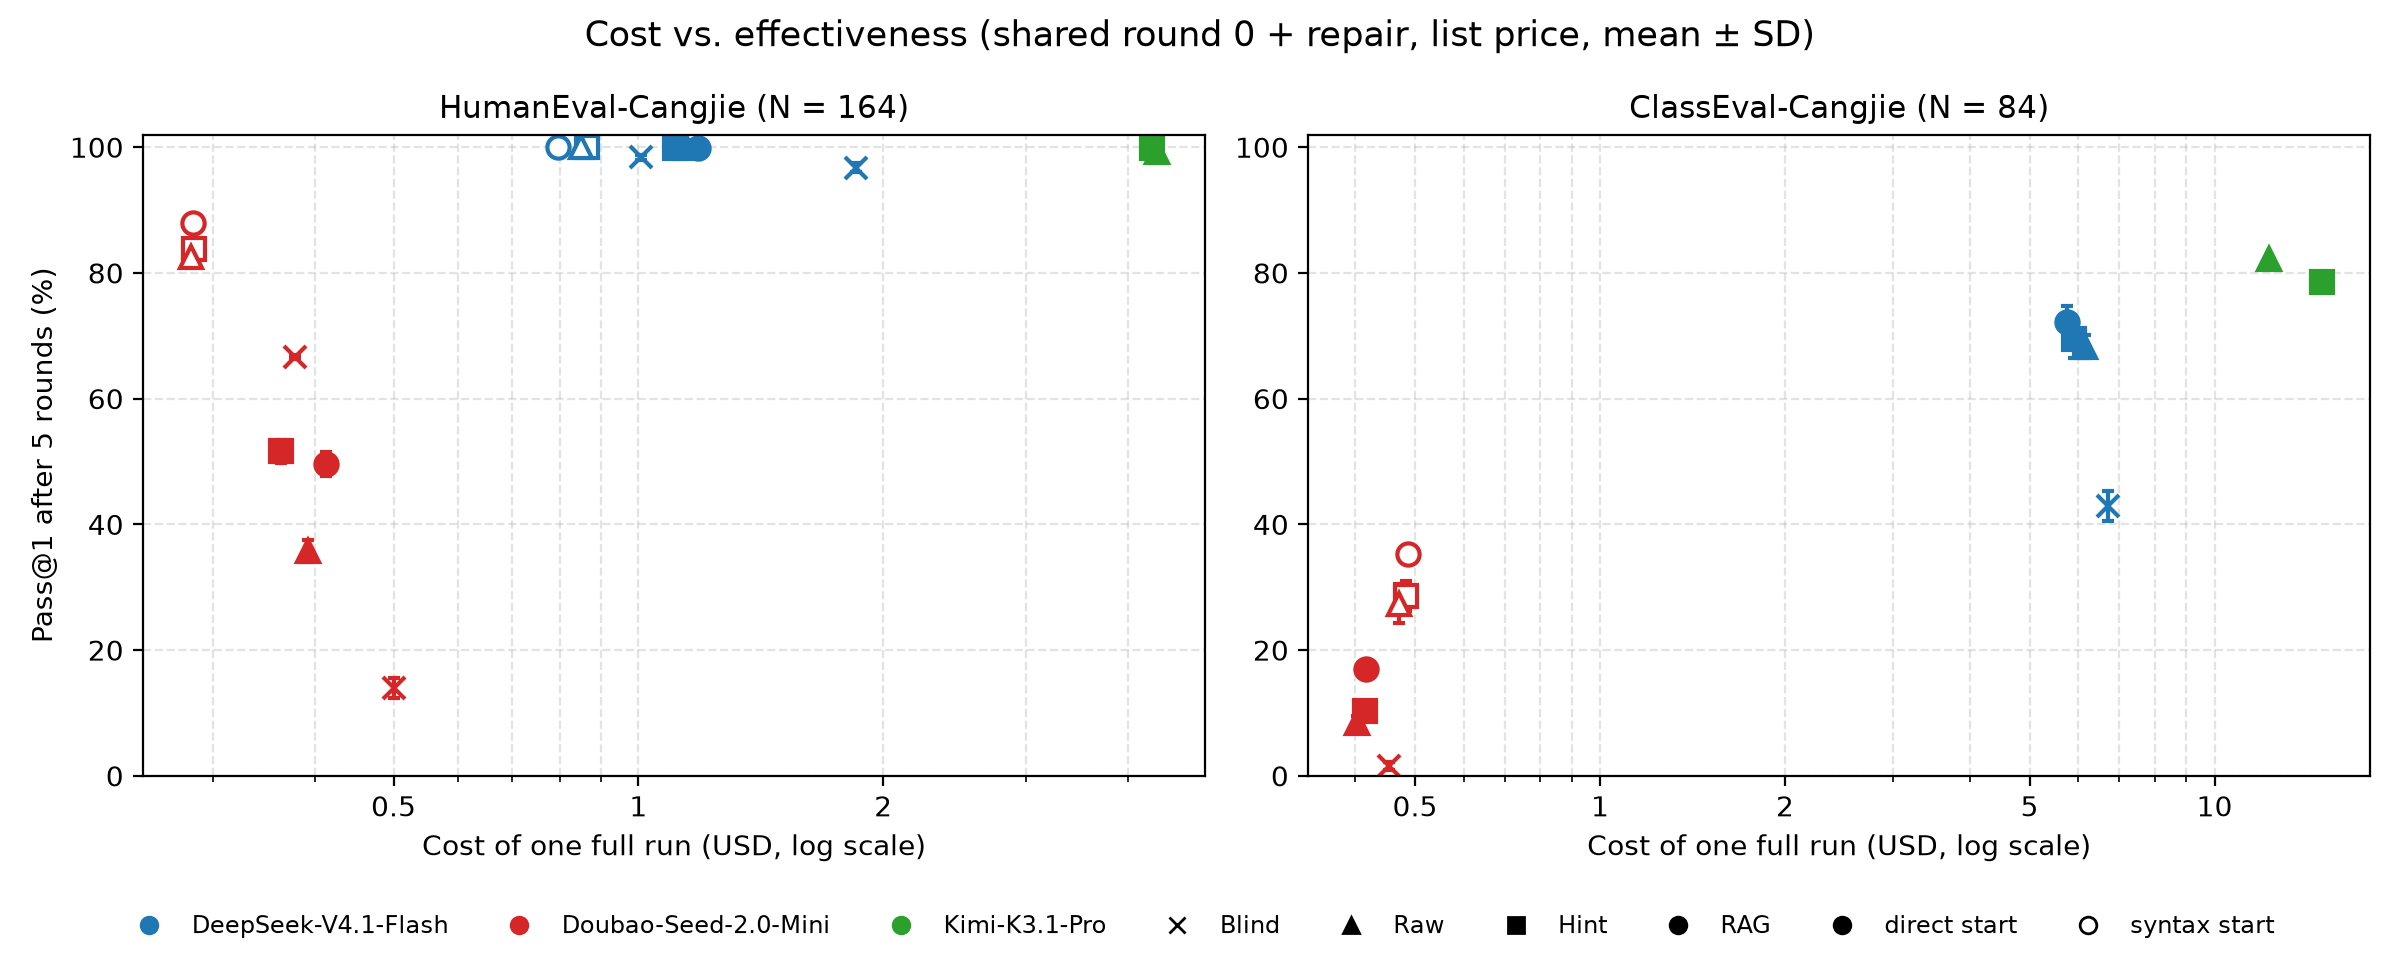 Cost vs. effectiveness (shared round 0 + repair, list price, mean ± SD)
HumanEval-Cangjie (N = 164)
ClassEval-Cangjie (N = 84)
Pass@1 after 5 rounds (%)
100
80
60
40
20
0
0.5
1
2
Cost of one full run (USD, log scale)
100
80
60
40
20
0
0.5
1
2
5
10
Cost of one full run (USD, log scale)
DeepSeek-V4.1-Flash
Doubao-Seed-2.0-Mini
Kimi-K3.1-Pro
Blind
Raw
Hint
RAG
direct start
syntax start